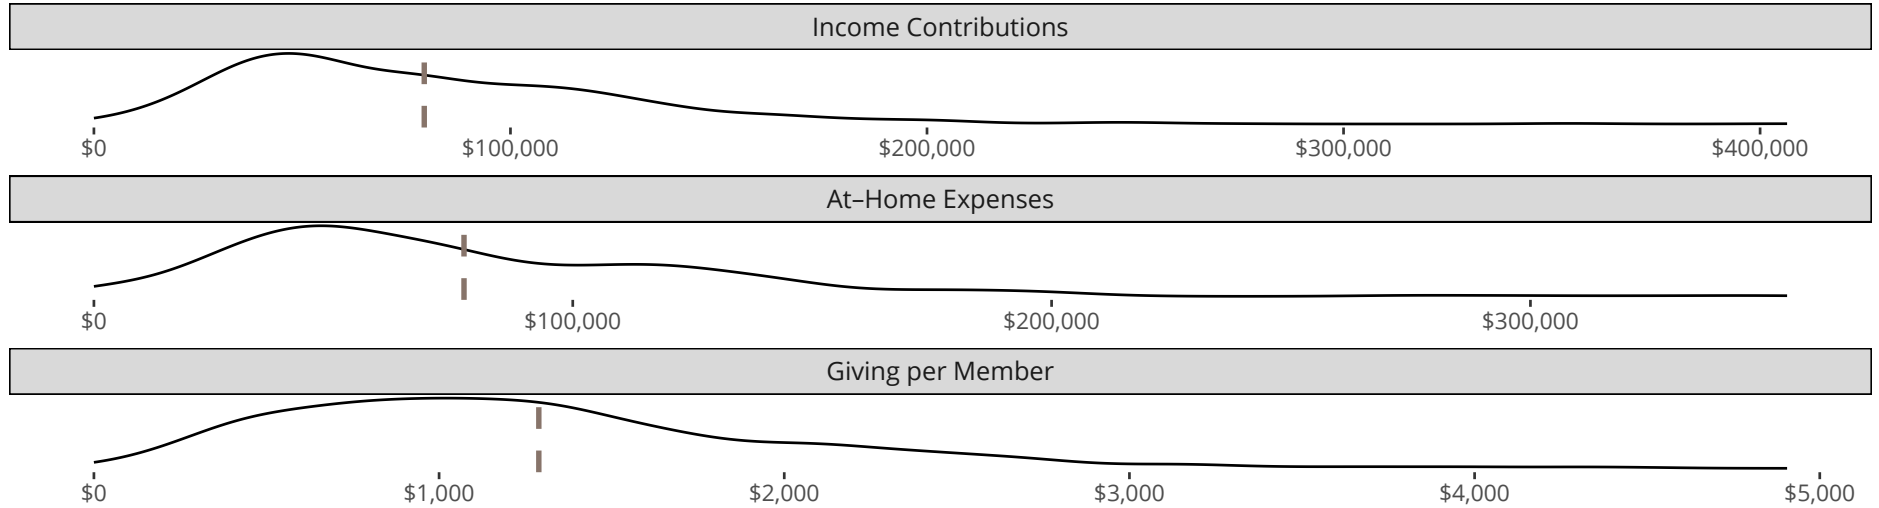 Income Contributions
$0 $100,000 $200,000 $300,000 $400,000
At–Home Expenses
$0 $100,000 $200,000 $300,000
Giving per Member
$0 $1,000 $2,000 $3,000 $4,000 $5,000